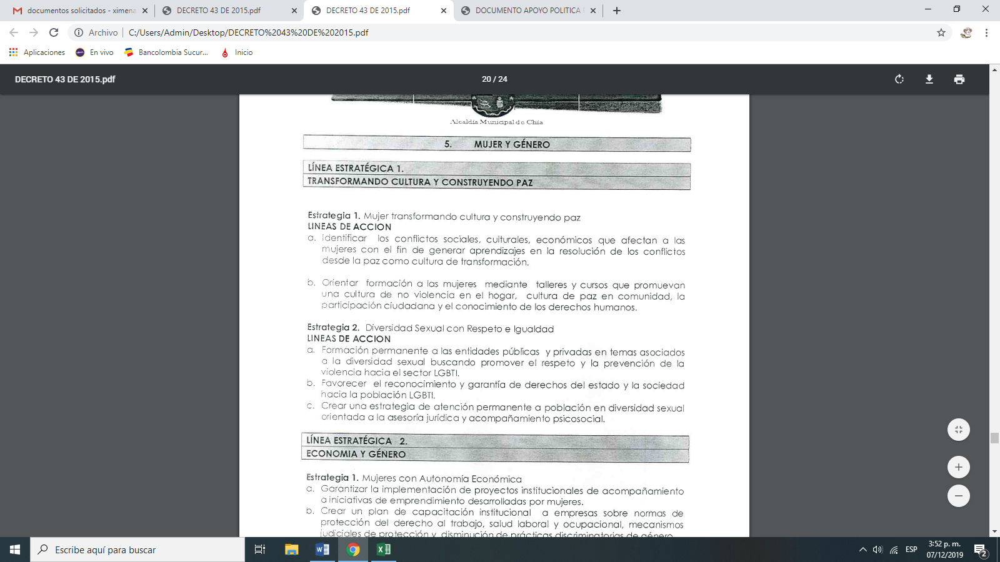 documentos solicitados - ximena
DECRETO 43 DE 2015.pdf
DECRETO 43 DE 2015.pdf
DOCUMENTO APOYO POLITICA
Archivo
C:/Users/Admin/Desktop/DECRETO%2043%20DE%202015.pdf
Aplicaciones
En vivo
Bancolombia Sucur...
Inicio
DECRETO 43 DE 2015.pdf
20 / 24
Alcaldía Municipal de Chía
5. MUJER Y GÉNERO
LÍNEA ESTRATÉGICA 1.
TRANSFORMANDO CULTURA Y CONSTRUYENDO PAZ
Estrategia 1. Mujer transformando cultura y construyendo paz
LINEAS DE ACCION
a. Identificar los conflictos sociales, culturales, económicos que afectan a las
mujeres con el fin de generar aprendizajes en la resolución de los conflictos
desde la paz como cultura de transformación.
b. Orientar formación a las mujeres mediante talleres y cursos que promuevan
una cultura de no violencia en el hogar, cultura de paz en comunidad, la
participación ciudadana y el conocimiento de los derechos humanos.
Estrategia 2. Diversidad Sexual con Respeto e Igualdad
LINEAS DE ACCION
a. Formación permanente a las entidades públicas y privadas en temas asociados
a la diversidad sexual buscando promover el respeto y la prevención de la
violencia hacia el sector LGBTI.
b. Favorecer el reconocimiento y garantía de derechos del estado y la sociedad
hacia la población LGBTI.
c. Crear una estrategia de atención permanente a población en diversidad sexual
orientada a la asesoría jurídica y acompañamiento psicosocial.
LÍNEA ESTRATÉGICA 2.
ECONOMIA Y GÉNERO
Estrategia 1. Mujeres con Autonomía Económica
a. Garantizar la implementación de proyectos institucionales de acompañamiento
a iniciativas de emprendimiento desarrolladas por mujeres.
b. Crear un plan de capacitación institucional a empresas sobre normas de
protección del derecho al trabajo, salud laboral y ocupacional, mecanismos
judiciales de protección y disminución de prácticas discriminatorias de género
Escribe aquí para buscar
ESP
3:52 p. m.
07/12/2019
2